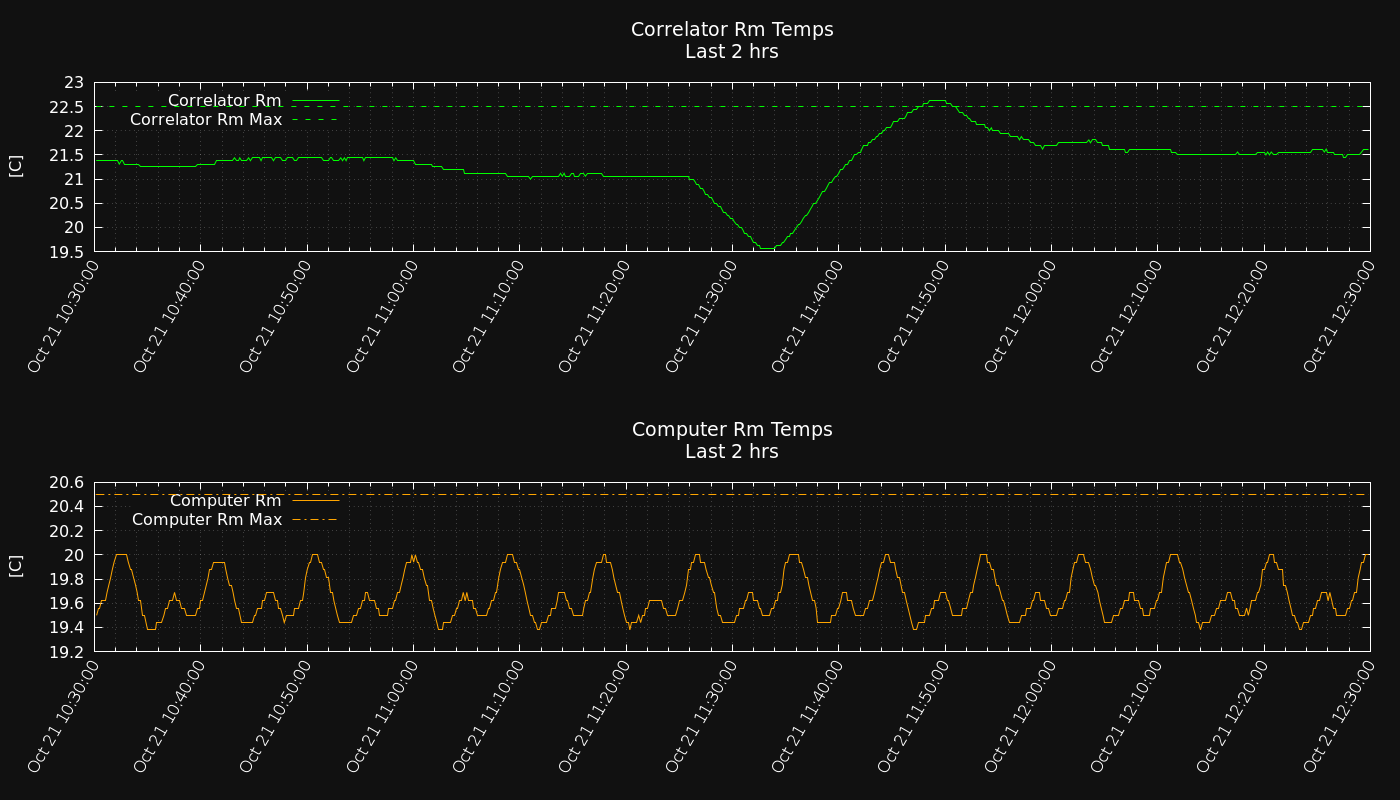 Correlator Rm Temps
Last 2 hrs
[C]
23
22.5
22
21.5
21
20.5
20
19.5
Correlator Rm
Correlator Rm Max
Oct 21 10:30:00
Oct 21 10:40:00
Oct 21 10:50:00
Oct 21 11:00:00
Oct 21 11:10:00
Oct 21 11:20:00
Oct 21 11:30:00
Oct 21 11:40:00
Oct 21 11:50:00
Oct 21 12:00:00
Oct 21 12:10:00
Oct 21 12:20:00
Oct 21 12:30:00
Computer Rm Temps
Last 2 hrs
[C]
20.6
20.4
20.2
20
19.8
19.6
19.4
19.2
Computer Rm
Computer Rm Max
Oct 21 10:30:00
Oct 21 10:40:00
Oct 21 10:50:00
Oct 21 11:00:00
Oct 21 11:10:00
Oct 21 11:20:00
Oct 21 11:30:00
Oct 21 11:40:00
Oct 21 11:50:00
Oct 21 12:00:00
Oct 21 12:10:00
Oct 21 12:20:00
Oct 21 12:30:00